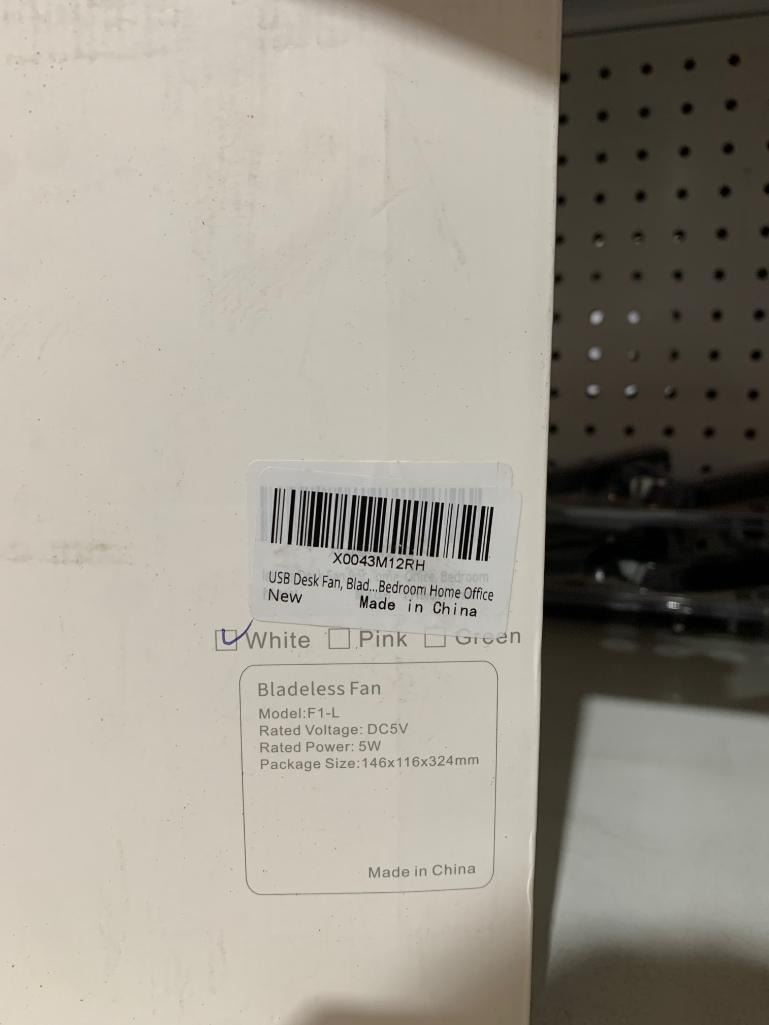 X0043M12RH
USB Desk Fan, Blad...Bedroom Home Office
New Made in China
White Pink Green
Bladeless Fan
Model:F1-L
Rated Voltage: DC5V
Rated Power: 5W
Package Size:146x116x324mm
Made in China